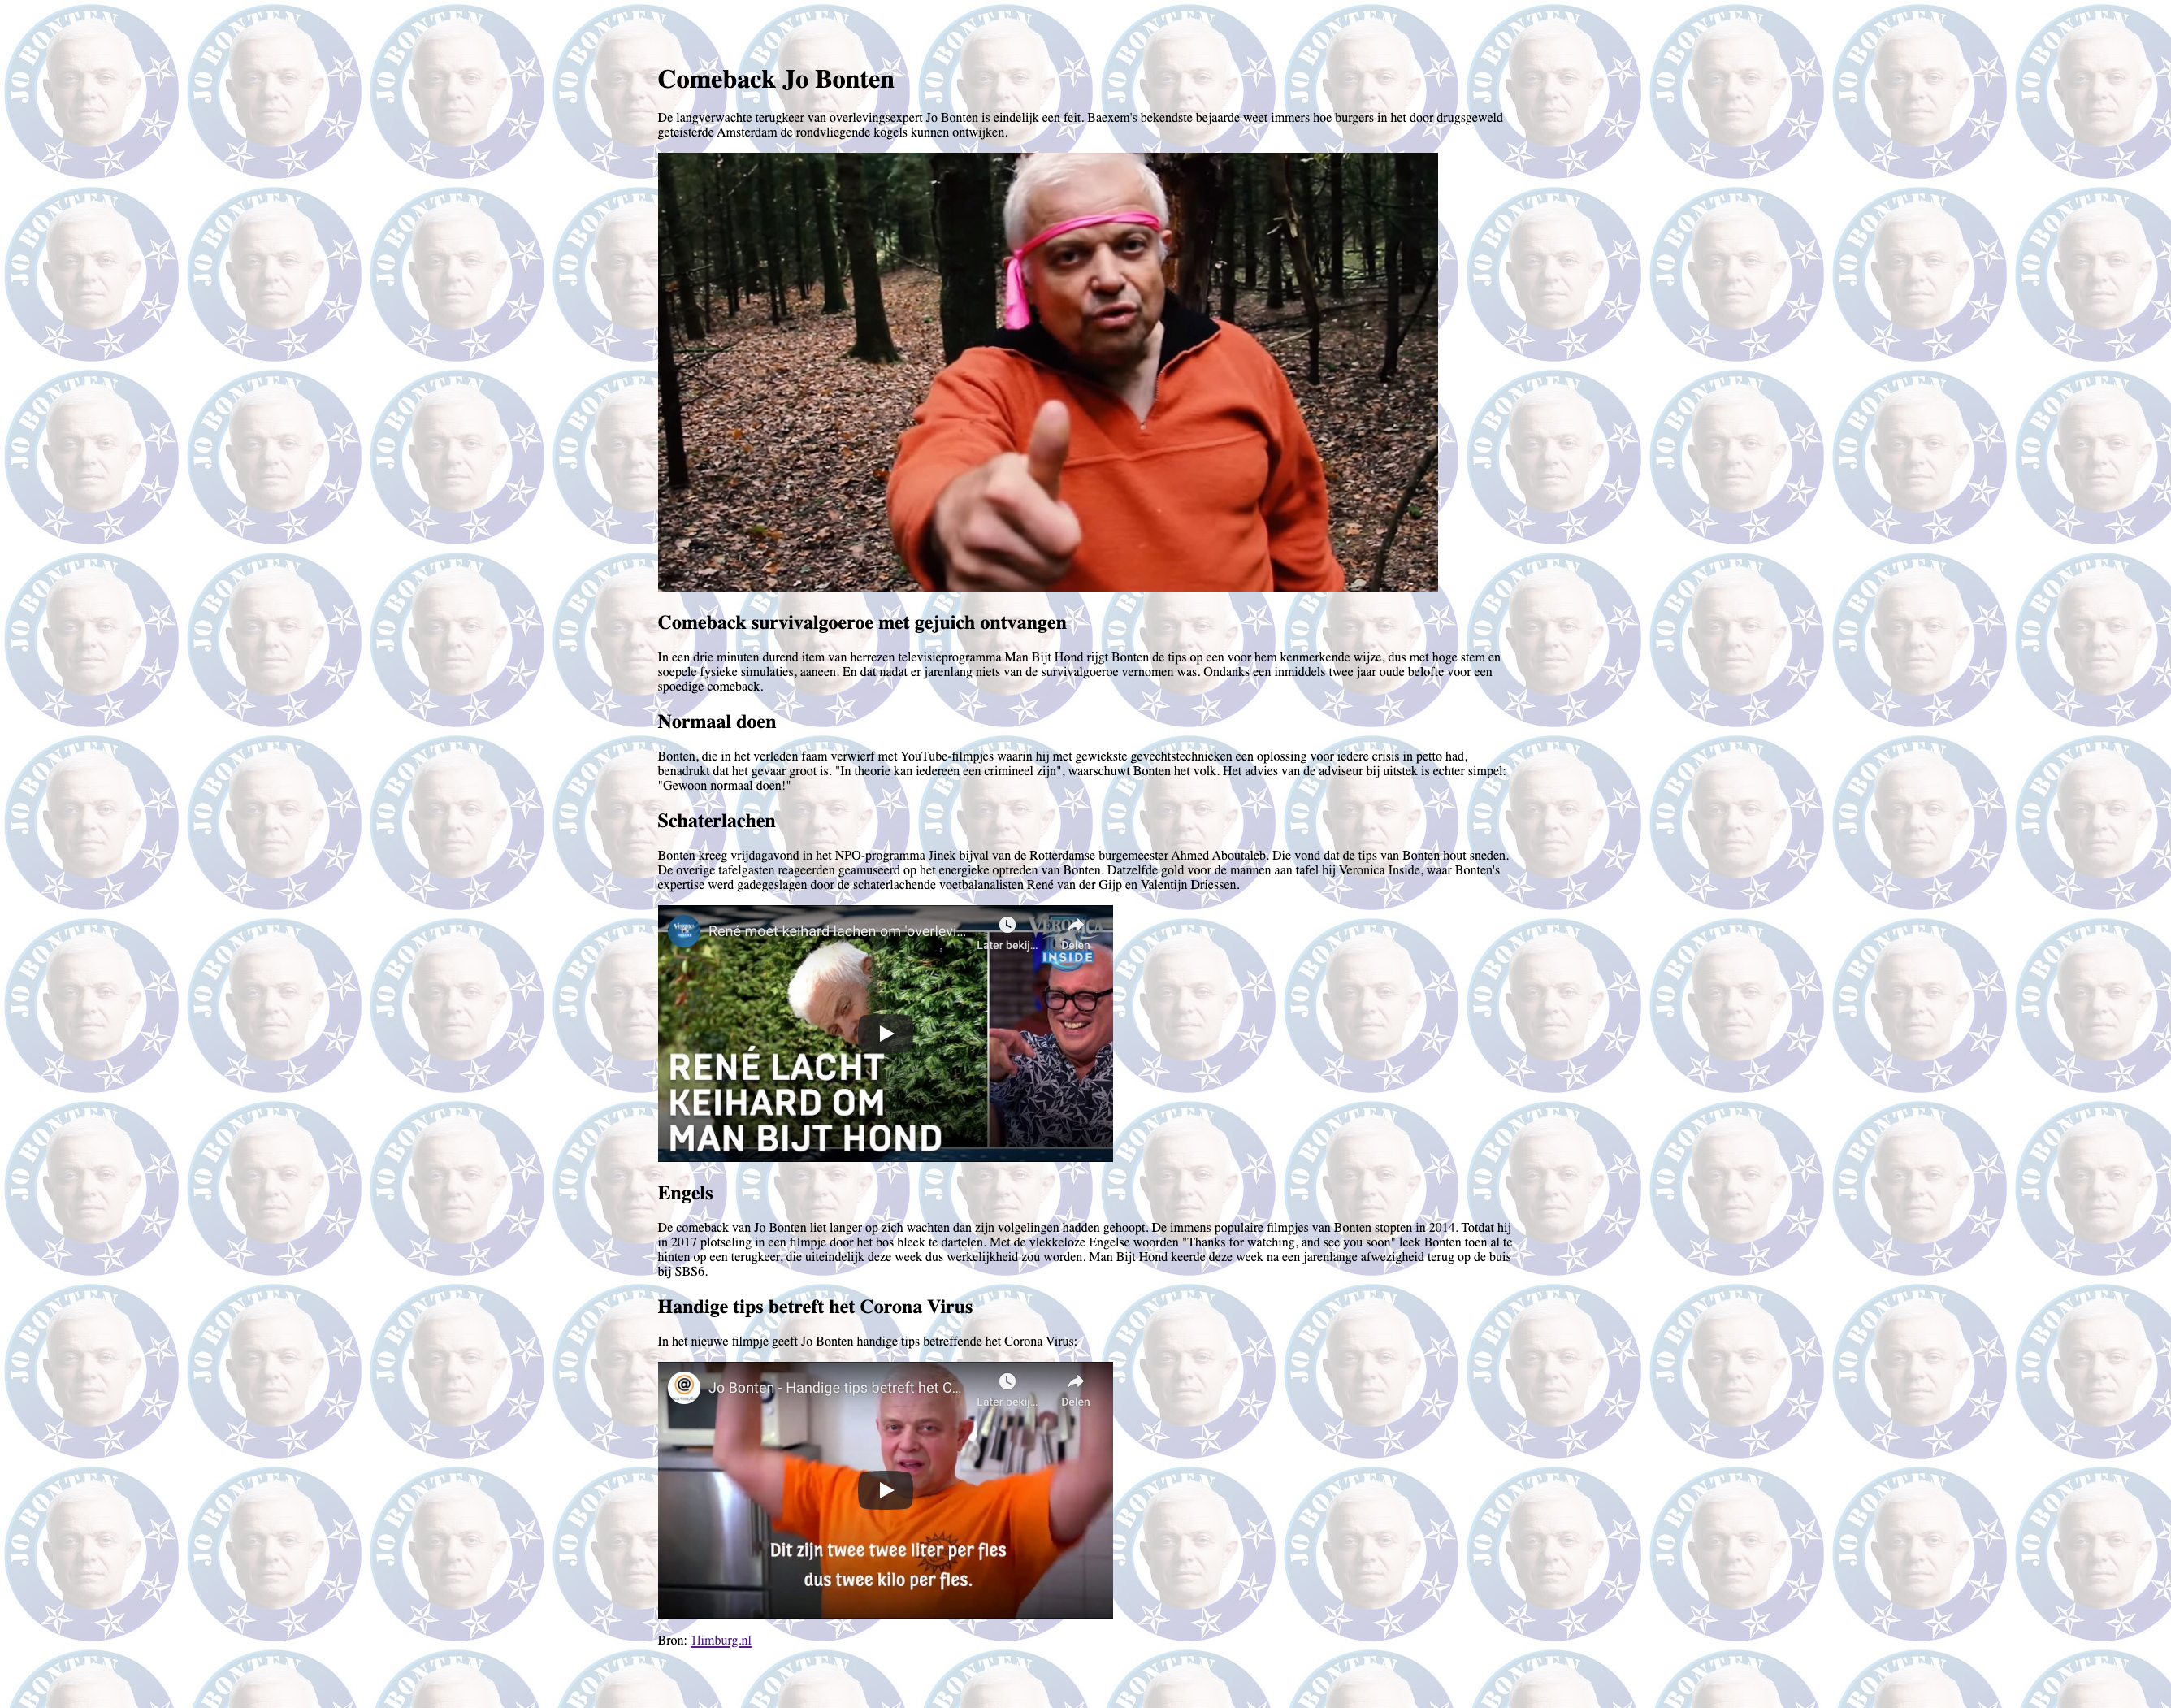 JO BONTEN
Comeback Jo Bonten
De langverwachte terugkeer van overlevingsexpert Jo Bonten is eindelijk een feit. Baexem's bekendste bejaarde weet immers hoe burgers in het door drugsgeweld
geteisterde Amsterdam de rondvliegende kogels kunnen ontwijken.
Comeback survivalgoeroe met gejuich ontvangen
In een drie minuten durend item van herrezen televisieprogramma Man Bijt Hond rijgt Bonten de tips op een voor hem kenmerkende wijze, dus met hoge stem en
soepele fysieke simulaties, aaneen. En dat nadat er jarenlang niets van de survivalgoeroe vernomen was. Ondanks een inmiddels twee jaar oude belofte voor een
spoedige comeback.
Normaal doen
Bonten, die in het verleden faam verwierf met YouTube-filmpjes waarin hij met gewiekste gevechtstechnieken een oplossing voor iedere crisis in petto had,
benadrukt dat het gevaar groot is. "In theorie kan iedereen een crimineel zijn", waarschuwt Bonten het volk. Het advies van de adviseur bij uitstek is echter simpel:
"Gewoon normaal doen!"
Schaterlachen
Bonten kreeg vrijdagavond in het NPO-programma Jinek bijval van de Rotterdamse burgemeester Ahmed Aboutaleb. Die vond dat de tips van Bonten hout sneden.
De overige tafelgasten reageerden geamuseerd op het energieke optreden van Bonten. Datzelfde gold voor de mannen aan tafel bij Veronica Inside, waar Bonten's
expertise werd gadegeslagen door de schaterlachende voetbalanalisten René van der Gijp en Valentijn Driessen.
René moet keihard lachen om 'overlevi...
Later bekij...
Delen
VERONICA
INSIDE
RENÉ LACHT
KEIHARD OM
MAN BIJT HOND
Engels
De comeback van Jo Bonten liet langer op zich wachten dan zijn volgelingen hadden gehoopt. De immens populaire filmpjes van Bonten stopten in 2014. Totdat hij
in 2017 plotseling in een filmpje door het bos bleek te dartelen. Met de vlekkeloze Engelse woorden "Thanks for watching, and see you soon" leek Bonten toen al te
hinten op een terugkeer, die uiteindelijk deze week dus werkelijkheid zou worden. Man Bijt Hond keerde deze week na een jarenlange afwezigheid terug op de buis
bij SBS6.
Handige tips betreft het Corona Virus
In het nieuwe filmpje geeft Jo Bonten handige tips betreffende het Corona Virus:
Jo Bonten - Handige tips betreft het C...
Later bekij...
Delen
Dit zijn twee twee liter per fles
dus twee kilo per fles.
Bron: 1limburg.nl